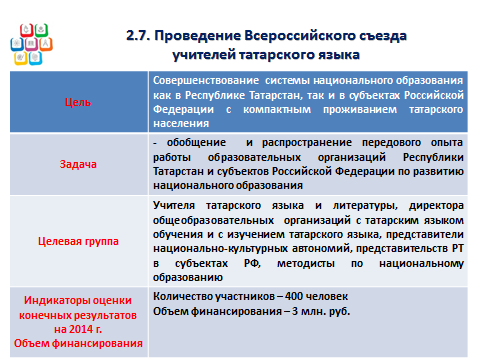 2.7. Проведение Всероссийского съезда
учителей татарского языка
Цель
Совершенствование системы национального образования
как в Республике Татарстан, так и в субъектах Российской
Федерации с компактным проживанием татарского
населения
Задача
- обобщение и распространение передового опыта
работы образовательных организаций Республики
Татарстан и субъектов Российской Федерации по развитию
национального образования
Целевая группа
Учителя татарского языка и литературы, директора
общеобразовательных организаций с татарским языком
обучения и с изучением татарского языка, представители
национально-культурных автономий, представительств РТ
в субъектах РФ, методисты по национальному
образованию
Индикаторы оценки
конечных результатов
на 2014 г.
Объем финансирования
Количество участников – 400 человек
Объем финансирования – 3 млн. руб.